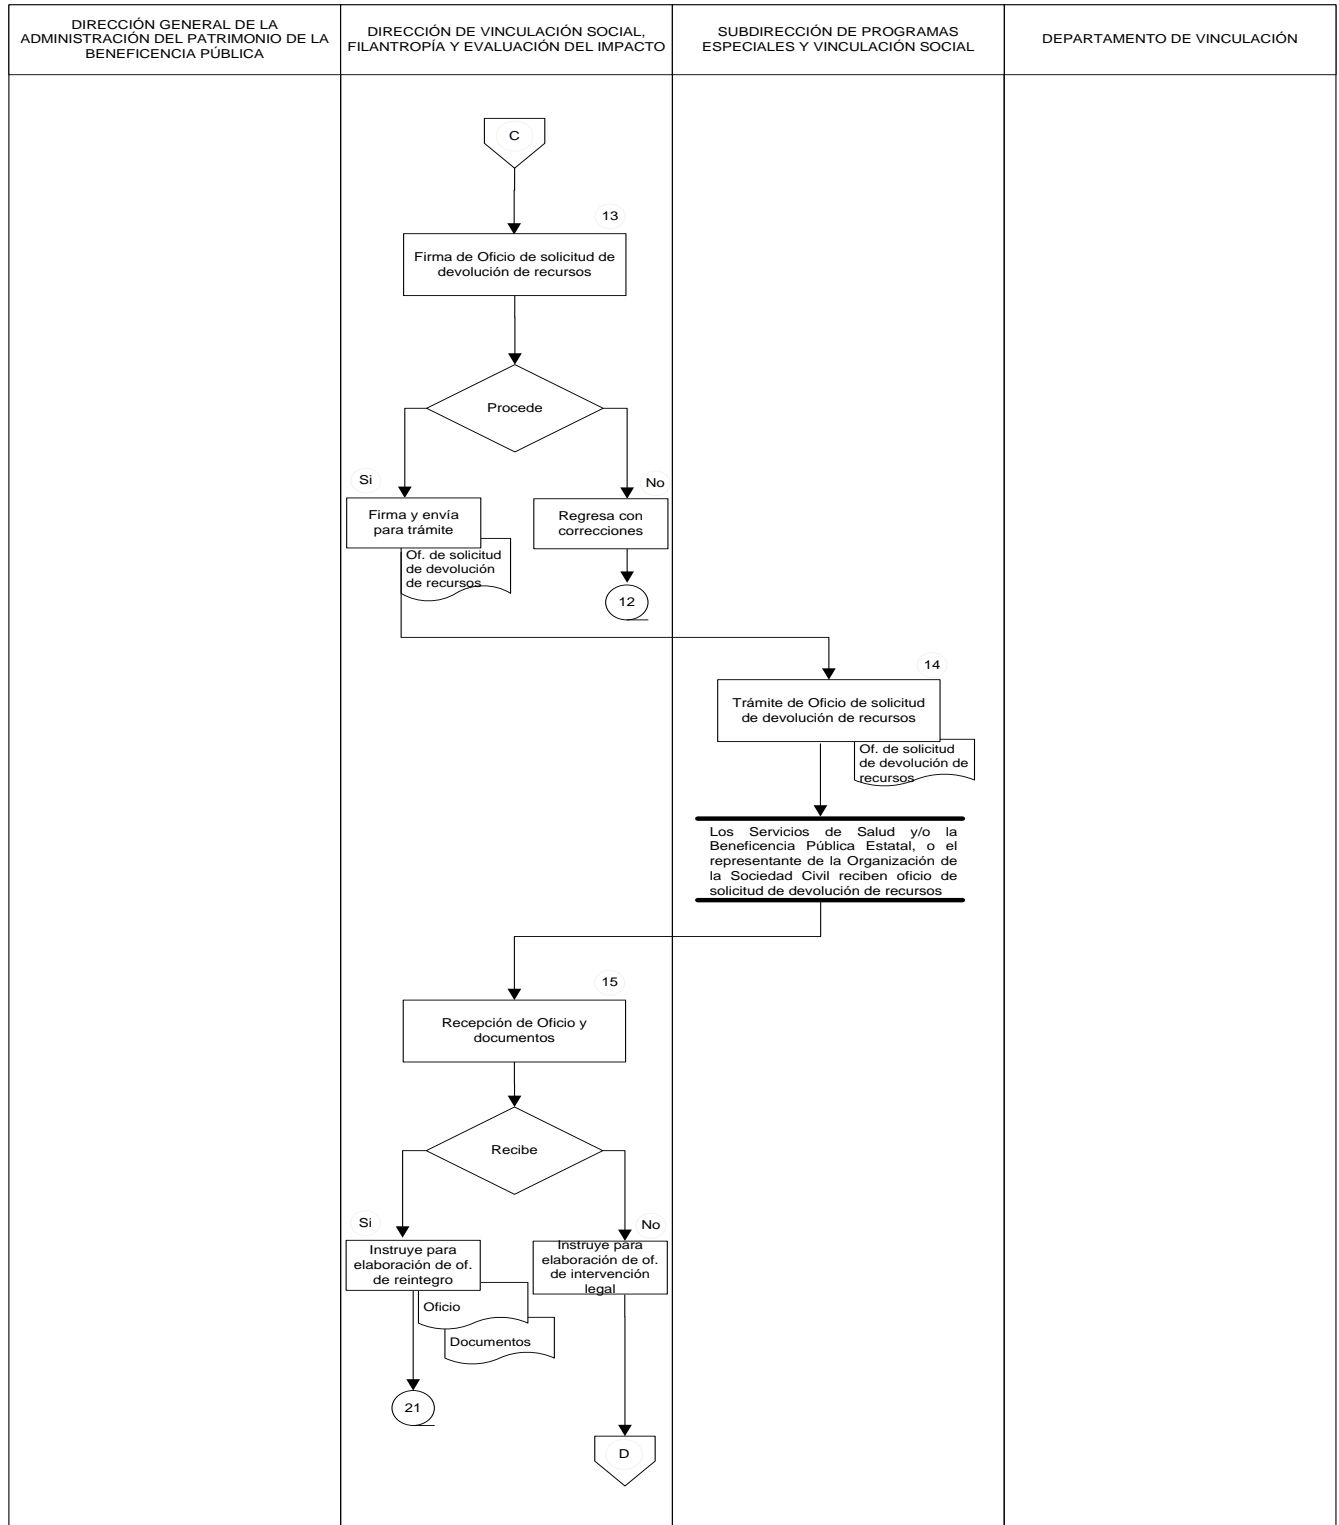 DIRECCIÓN GENERAL DE LA
ADMINISTRACIÓN DEL PATRIMONIO DE LA
BENEFICENCIA PÚBLICA
DIRECCIÓN DE VINCULACIÓN SOCIAL,
FILANTROPÍA Y EVALUACIÓN DEL IMPACTO
SUBDIRECCIÓN DE PROGRAMAS
ESPECIALES Y VINCULACIÓN SOCIAL
DEPARTAMENTO DE VINCULACIÓN
C
13
Firma de Oficio de solicitud de
devolución de recursos
Procede
Si
No
Firma y envía
para trámite
Regresa con
correcciones
Of. de solicitud
de devolución
de recursos
12
14
Trámite de Oficio de solicitud
de devolución de recursos
Of. de solicitud
de devolución de
recursos
Los Servicios de Salud y/o la
Beneficencia Pública Estatal, o el
representante de la Organización de
la Sociedad Civil reciben oficio de
solicitud de devolución de recursos
15
Recepción de Oficio y
documentos
Recibe
Si
No
Instruye para
elaboración de of.
de reintegro
Instruye para
elaboración de of.
de intervención
legal
Oficio
Documentos
21
D